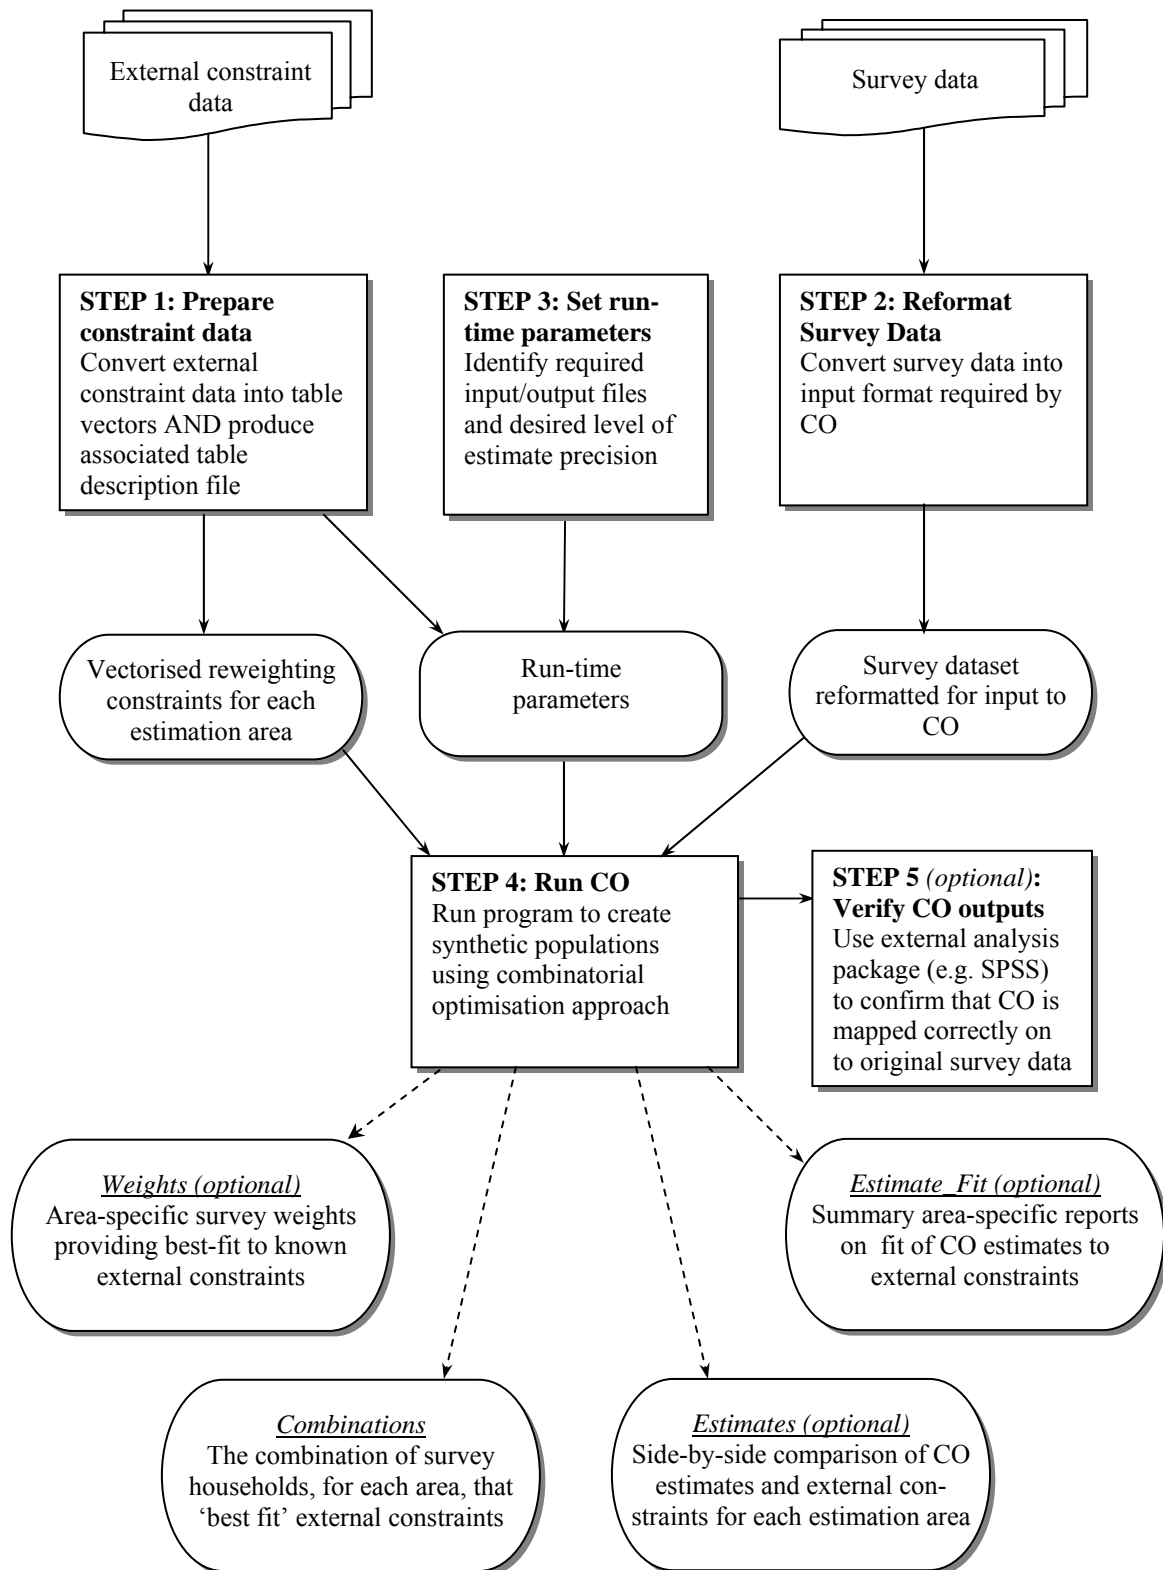 External constraint
data
Survey data
STEP 1: Prepare
constraint data
Convert external
constraint data into table
vectors AND produce
associated table
description file
STEP 3: Set run-
time parameters
Identify required
input/output files
and desired level of
estimate precision
STEP 2: Reformat
Survey Data
Convert survey data into
input format required by
CO
Vectorised reweighting
constraints for each
estimation area
Run-time
parameters
Survey dataset
reformatted for input to
CO
STEP 4: Run CO
Run program to create
synthetic populations
using combinatorial
optimisation approach
STEP 5 (optional):
Verify CO outputs
Use external analysis
package (e.g. SPSS)
to confirm that CO is
mapped correctly on
to original survey data
Weights (optional)
Area-specific survey weights
providing best-fit to known
external constraints
Estimate_Fit (optional)
Summary area-specific reports
on fit of CO estimates to
external constraints
Combinations
The combination of survey
households, for each area, that
‘best fit’ external constraints
Estimates (optional)
Side-by-side comparison of CO
estimates and external con-
straints for each estimation area